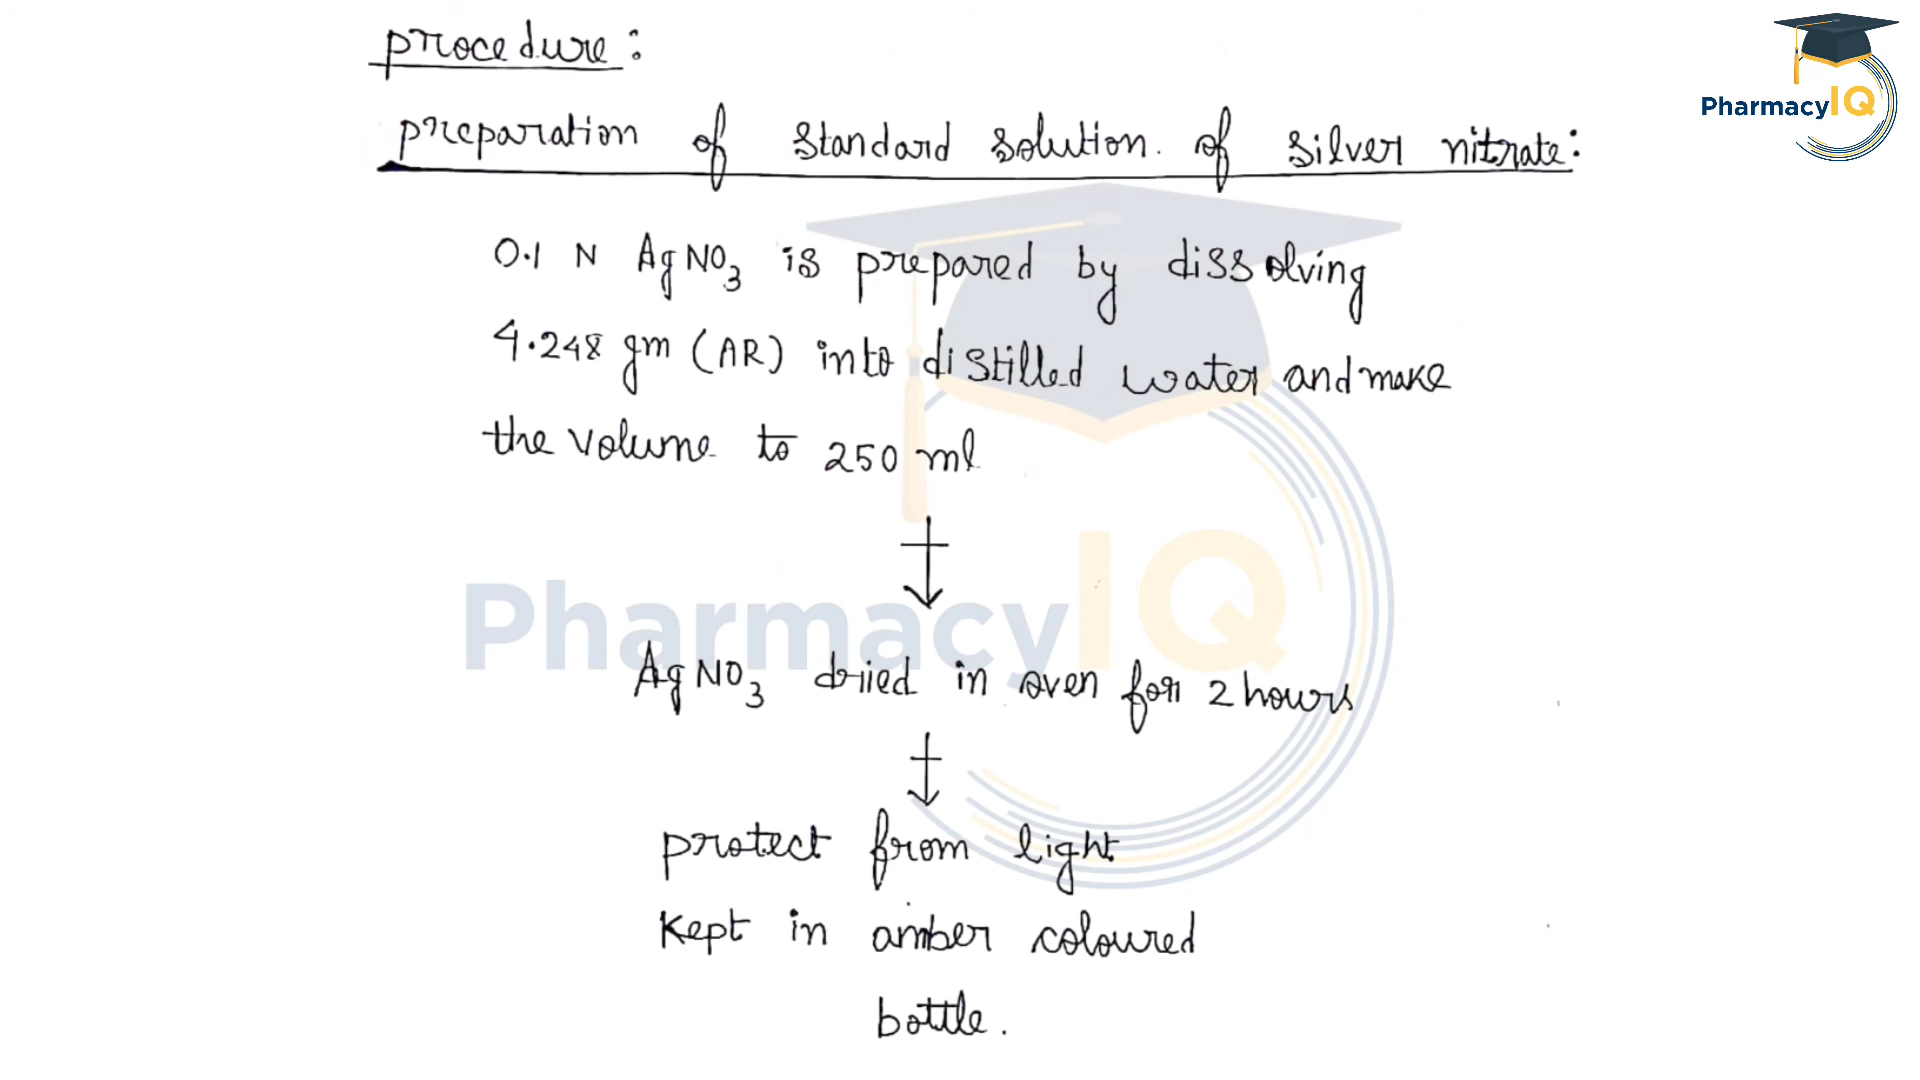 PharmacyIQ
procedure:
preparation of standard solution of silver nitrate:
0.1 N AgNO3 is prepared by dissolving
4.248 gm (AR) into distilled water and make
the volume to 250 ml
PharmacyIQ
AgNO3 dried in oven for 2 hours
protect from light
Kept in amber coloured
bottle.